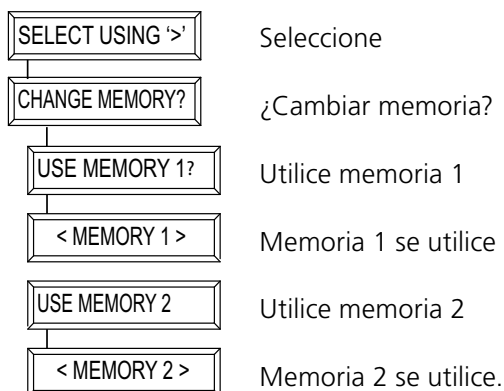 SELECT USING ‘>’ Seleccione
CHANGE MEMORY? ¿Cambiar memoria?
USE MEMORY 1? Utilice memoria 1
< MEMORY 1 > Memoria 1 se utilice
USE MEMORY 2 Utilice memoria 2
< MEMORY 2 > Memoria 2 se utilice.